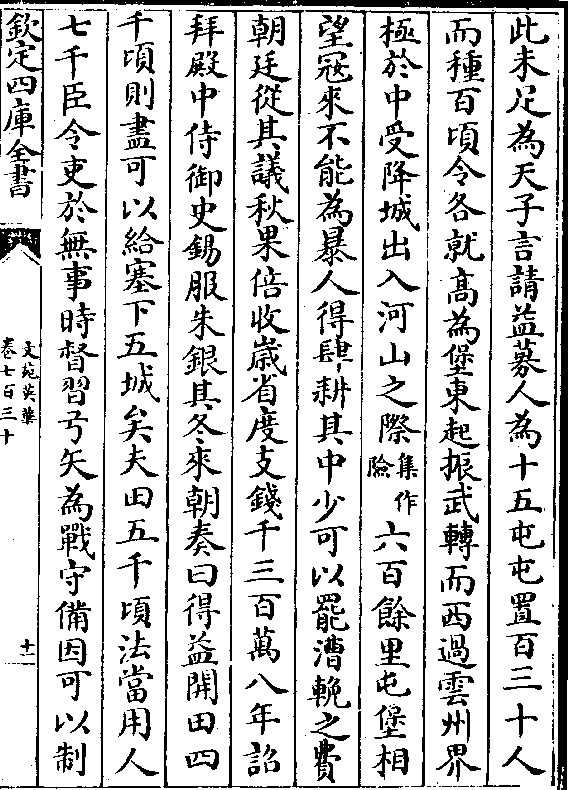 此未足為天子言請益募人為十五屯屯置百三十人
而種百頃令各就高為堡東起振武轉而西過雲州界
極於中受降城出入河山之際集作險六百餘里屯堡相
望寇來不能為暴人得肆耕其中少可以罷漕輓之費
朝廷從其議秋果倍收嵗省度支錢千三百萬八年詔
拜殿中侍御史錫服朱銀其冬來朝奏曰得益開田四
千頃則盡可以給塞下五城矣夫田五千頃法當用人
七千臣令吏於無事時督習弓矢為戰守備因可以制
欽定四庫全書
文苑英華
卷七百三十
十一